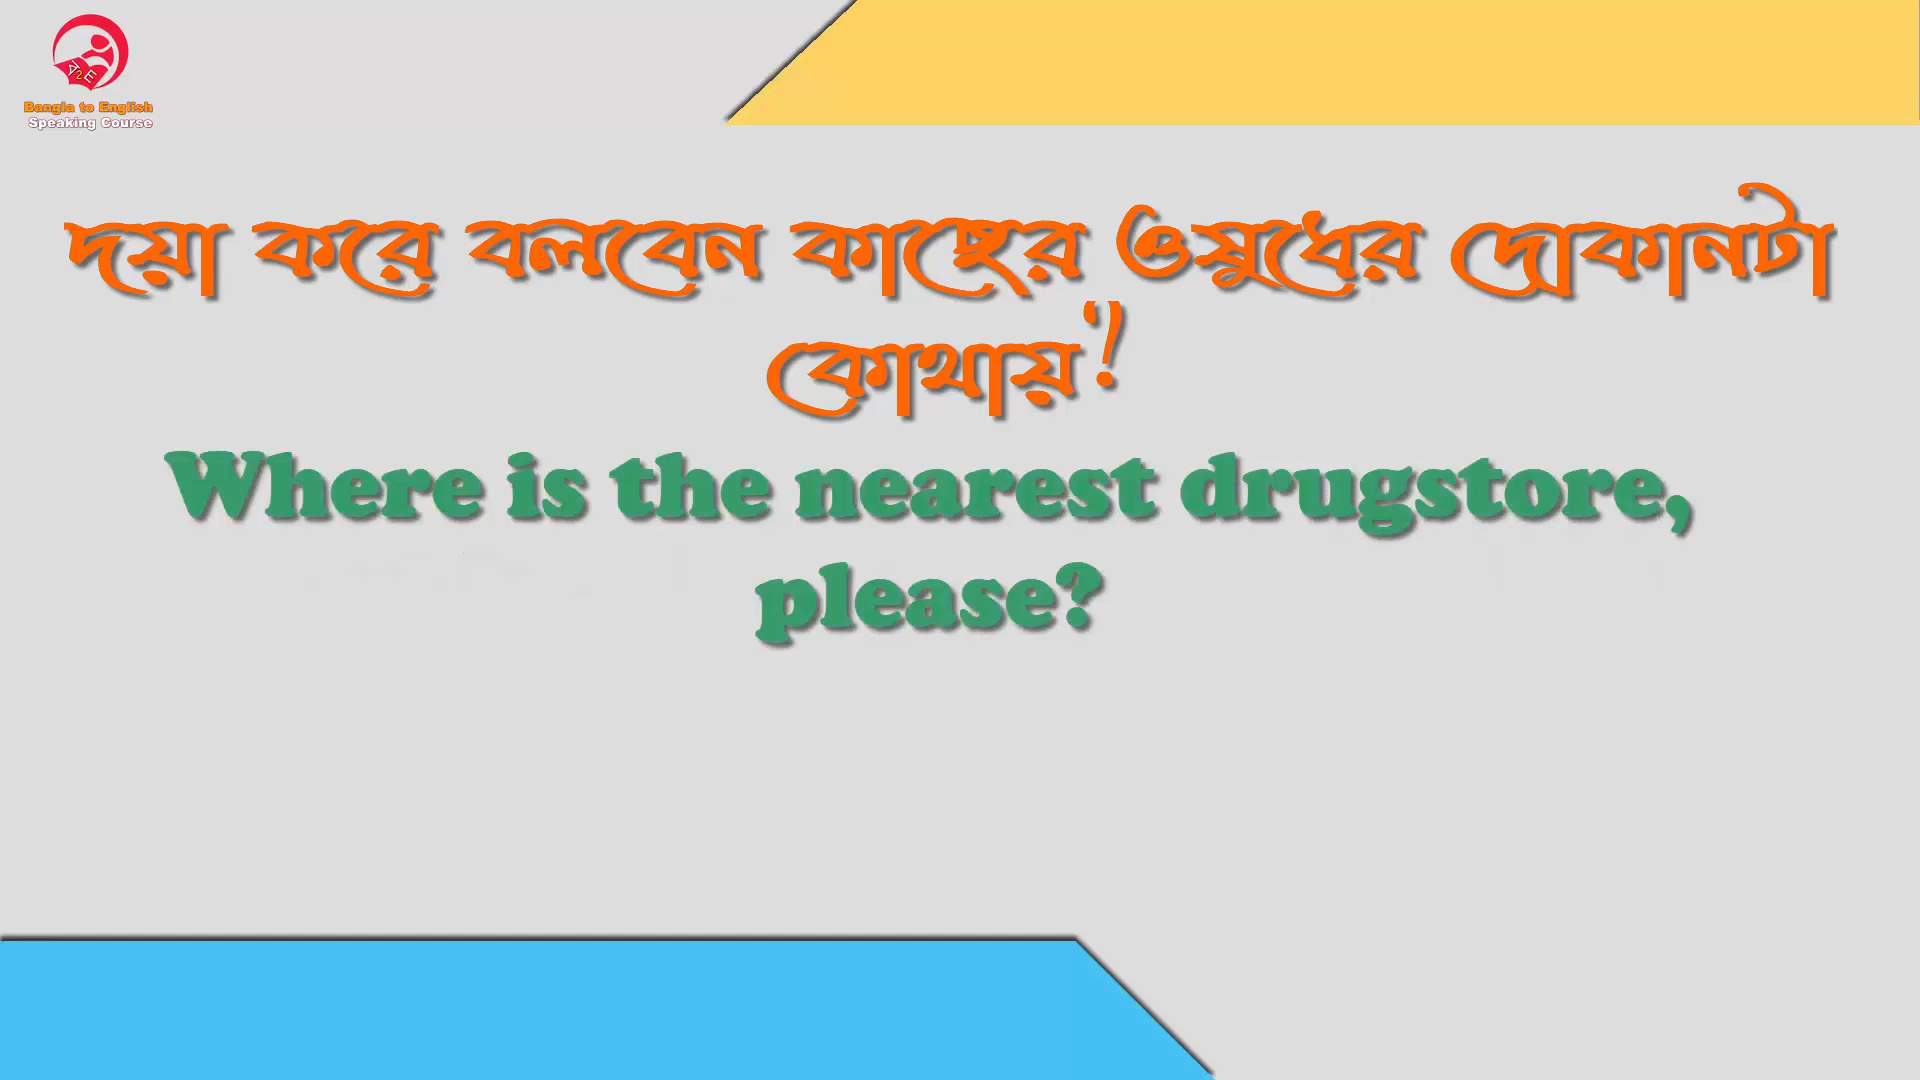 Bangla to English
Speaking Course
দয়া করে বলবেন কাছের ওষুধের দোকানটা
কোথায়?
Where is the nearest drugstore,
please?